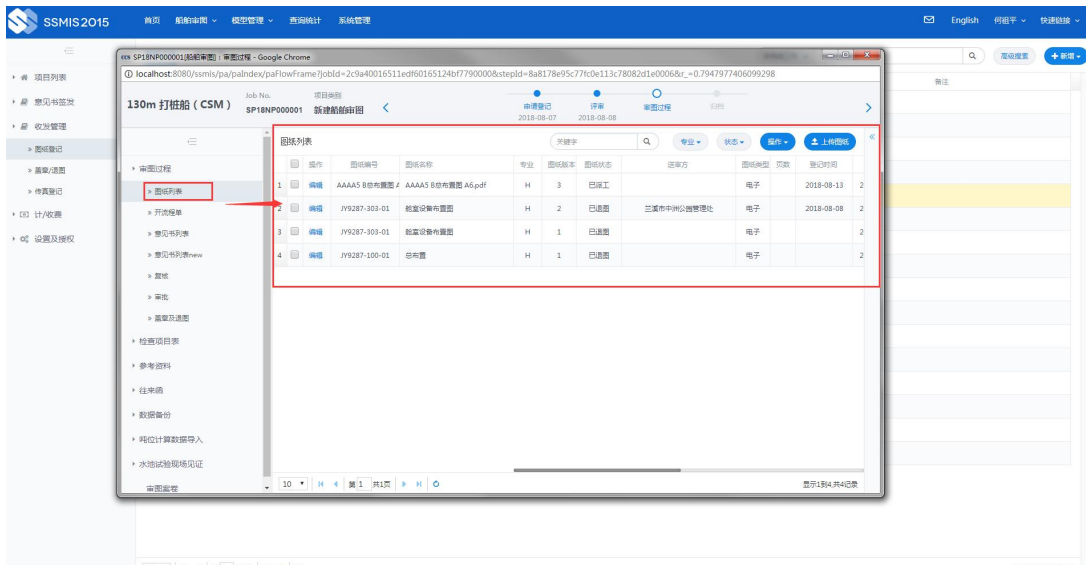 SSMIS2015 首页 船舶审图 模型管理 查询统计 系统管理 English 何祖平 快速链接
项目列表
意见书签发
收发管理
» 图纸登记
» 盖章/退图
» 传真登记
计/收费
设置及授权
高级搜索 新增
备注
SP18NP000001[船舶审图] : 审图过程 - Google Chrome
localhost:8080/ssmis/pa/paIndex/paFlowFrame?jobId=2c9a40016511edf60165124bf7790000&stepId=8a8178e95c77fc0e113c78082d1e0006&r_=0.7947977406099298
130m 打桩船 ( CSM )
Job No. 项目类别
SP18NP000001 新建船舶审图
申请登记 评审 审图过程 归档
2018-08-07 2018-08-08
审图过程
» 图纸列表
» 开流程单
» 意见书列表
» 意见书列表new
» 复核
» 审批
» 盖章及退图
检查项目表
参考资料
往来函
数据备份
吨位计算数据导入
水池试验现场见证
审图案卷
图纸列表 关键字 专业 状态 操作 上传图纸
操作 图纸编号 图纸名称 专业 图纸版本 图纸状态 送审方 图纸类型 页数 登记时间
1 编辑 AAAA5 B总布置图 A AAAA5 B总布置图 A6.pdf H 3 已派工 电子 2018-08-13 2
2 编辑 JY9287-303-01 舱室设备布置图 H 2 已退图 兰溪市中洲公园管理处 电子 2018-08-08 2
3 编辑 JY9287-303-01 舱室设备布置图 H 1 已退图 电子 2
4 编辑 JY9287-100-01 总布置 H 1 已退图 电子 2
10 第 1 共1页 显示1到4,共4记录